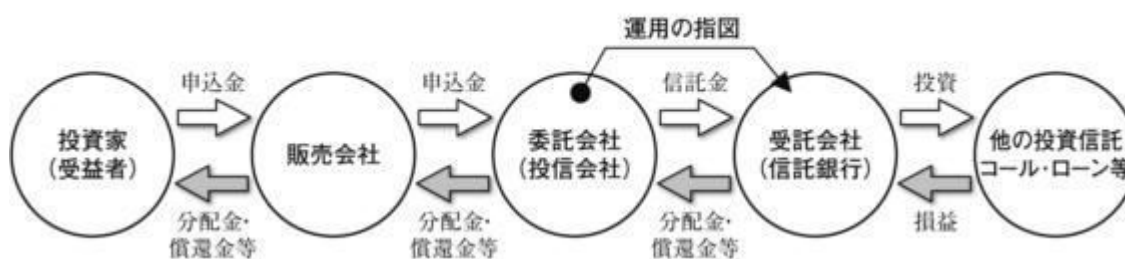 運用の指図
申込金
申込金
信託金
投資
投資家
(受益者)
販売会社
委託会社
(投信会社)
受託会社
(信託銀行)
他の投資信託
コール・ローン等
分配金・
償還金等
分配金・
償還金等
分配金・
償還金等
損益